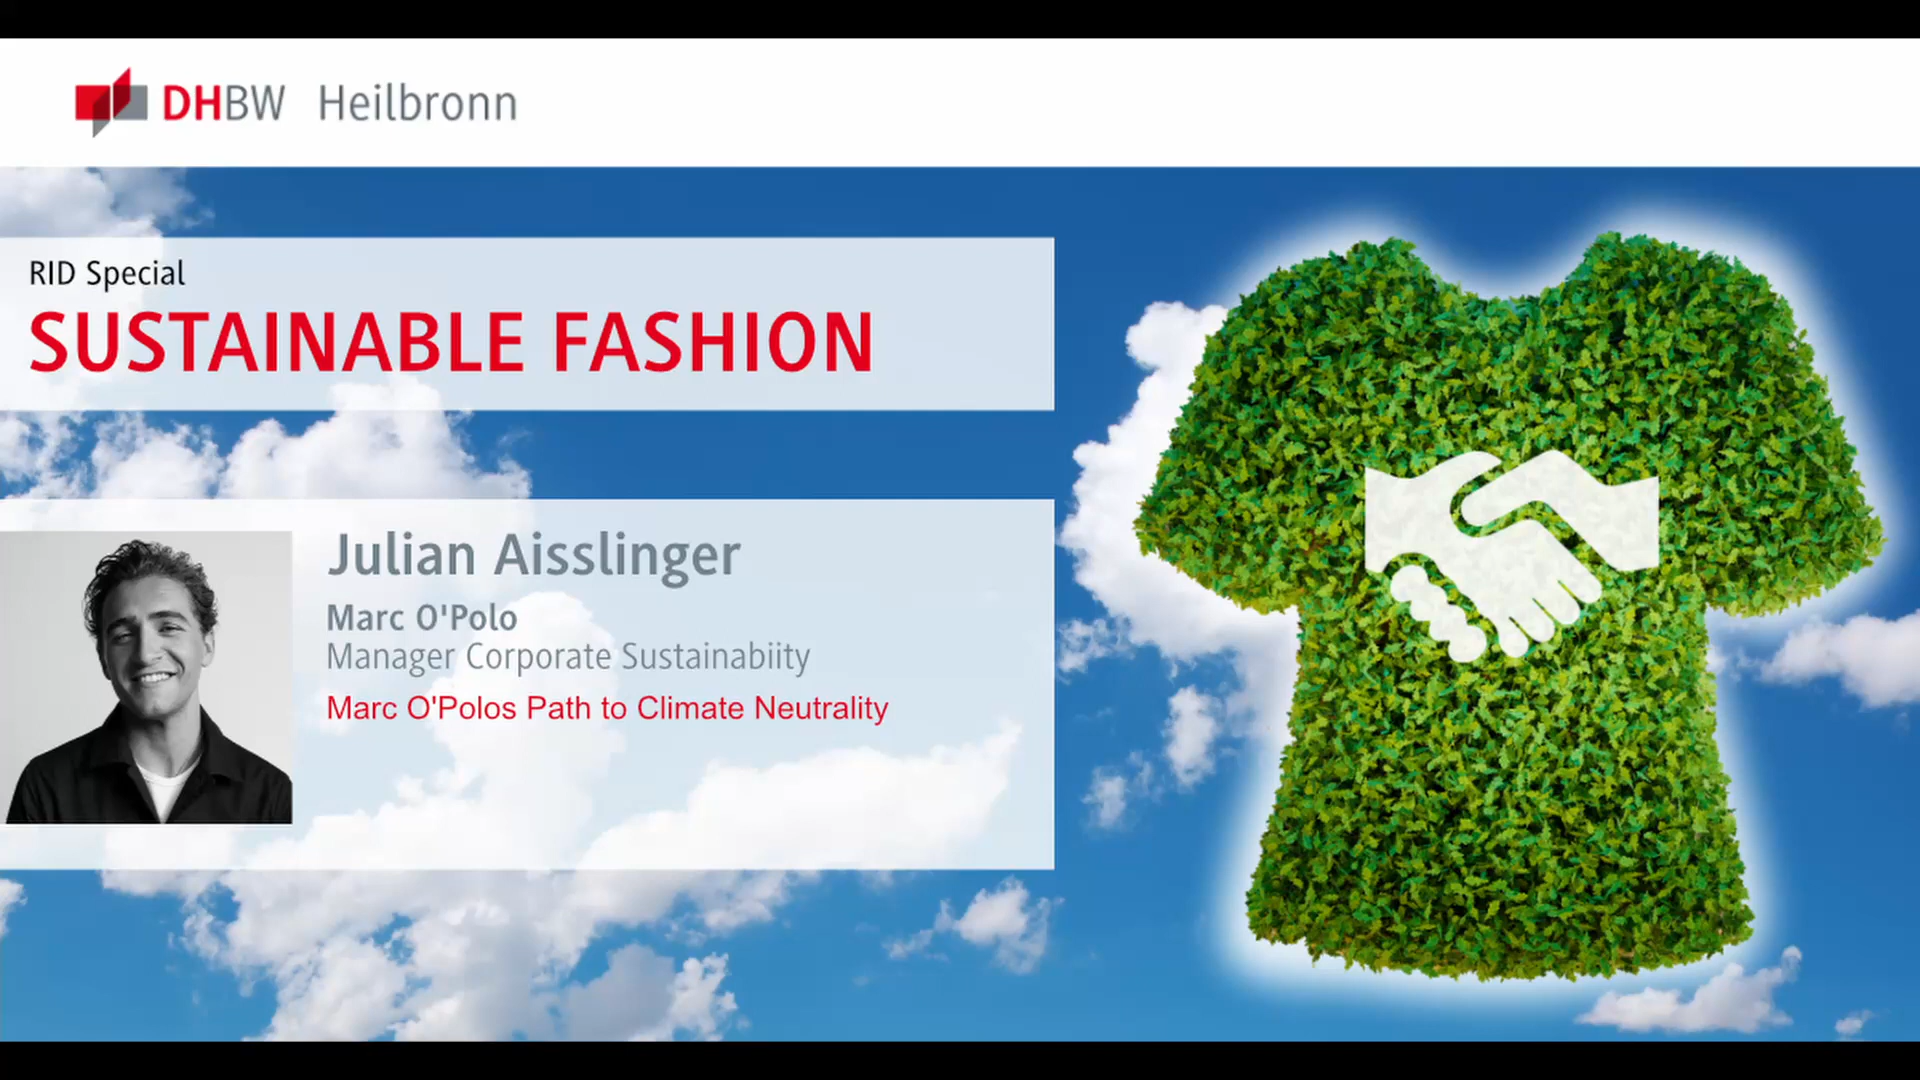 DHBW Heilbronn
RID Special
SUSTAINABLE FASHION
Julian Aisslinger
Marc O'Polo
Manager Corporate Sustainabiity
Marc O'Polos Path to Climate Neutrality